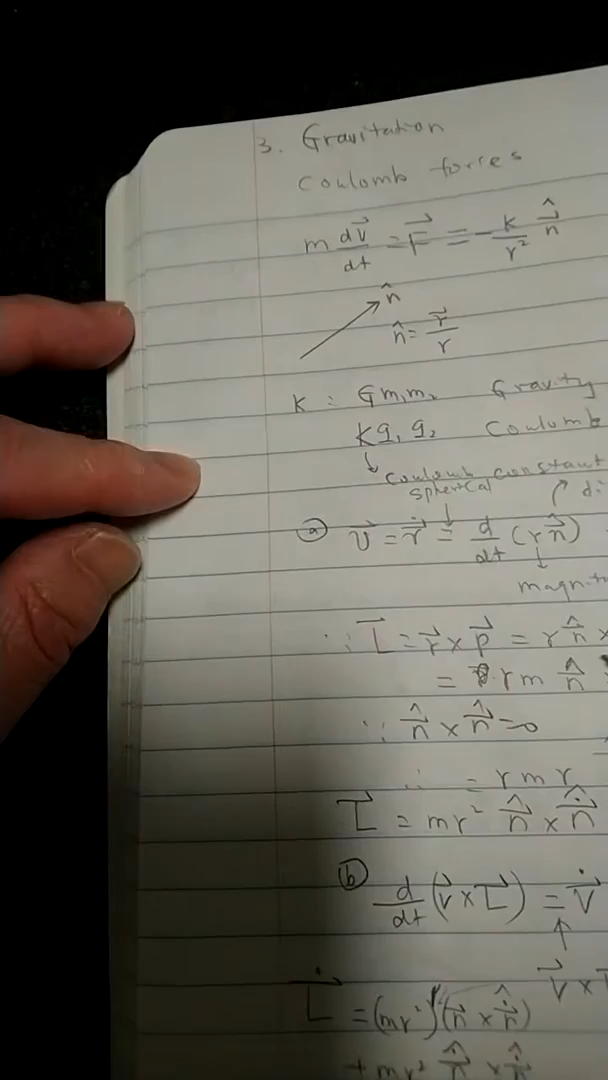 3. Gravitation
Coulomb forces
m dv⃗/dt = F⃗ = - k/r² n̂
n̂
n̂ = r⃗/r
K = Gm₁m₂ Gravity
Kq₁q₂ Coulomb
↓ Coulomb constant
spherical
ⓐ v⃗ = r⃗̇ = d/dt (r n̂)
∵ L⃗ = r⃗ × p⃗ = r n̂ ×
= r m n̂
∵ n̂ × n̂ = 0
∴ = r m r
L⃗ = mr² n̂ × n̂̇
ⓑ d/dt (v⃗ × L⃗) = v⃗̇
↑
L⃗̇ = (mr²)(n̂ × n̂̇)
+ mr² n̂̇ × n̂̇